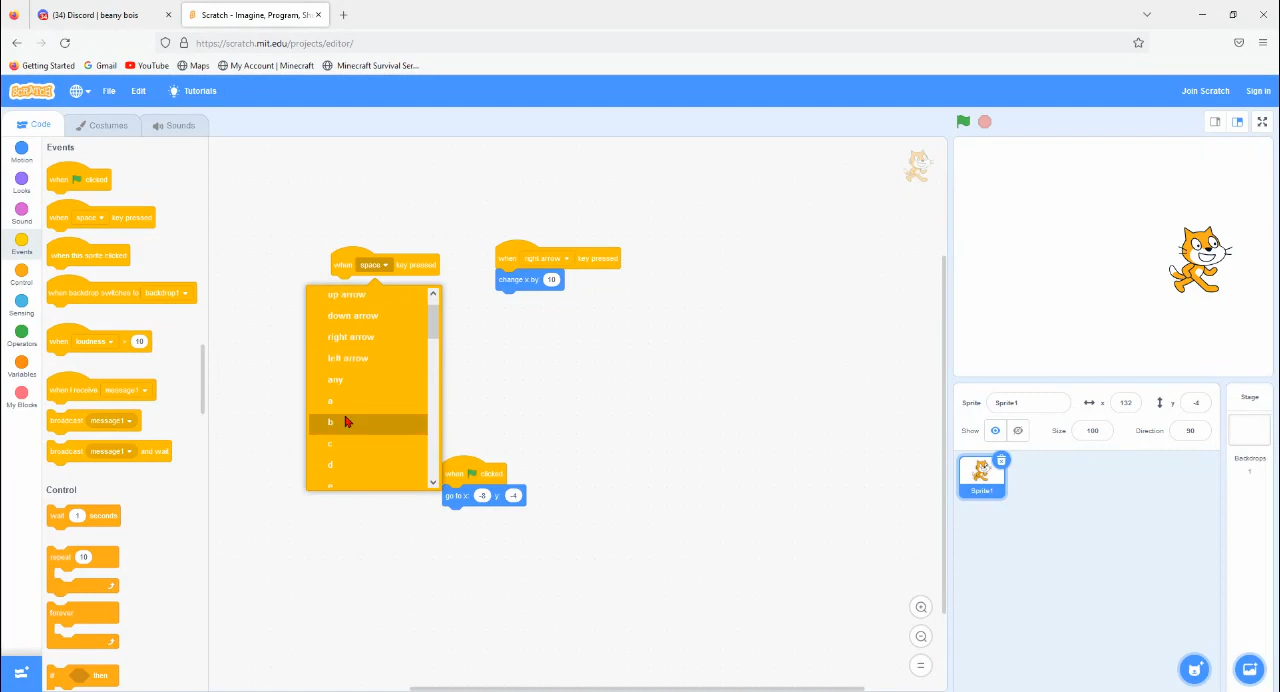 (34) Discord | beany bois
Scratch - Imagine, Program, Sh
https://scratch.mit.edu/projects/editor/
Getting Started
Gmail
YouTube
Maps
My Account | Minecraft
Minecraft Survival Ser...
SCRATCH
File
Edit
Tutorials
Join Scratch
Sign in
Code
Costumes
Sounds
Motion
Looks
Sound
Events
Control
Sensing
Operators
Variables
My Blocks
Events
when clicked
when space key pressed
when this sprite clicked
when backdrop switches to backdrop1
when loudness > 10
when I receive message1
broadcast message1
broadcast message1 and wait
Control
wait 1 seconds
repeat 10
forever
if then
when space key pressed
up arrow
down arrow
right arrow
left arrow
any
a
b
c
d
e
when right arrow key pressed
change x by 10
when clicked
go to x: -8 y: -4
Sprite
Sprite1
x
132
y
-4
Show
Size
100
Direction
90
Sprite1
Stage
Backdrops
1